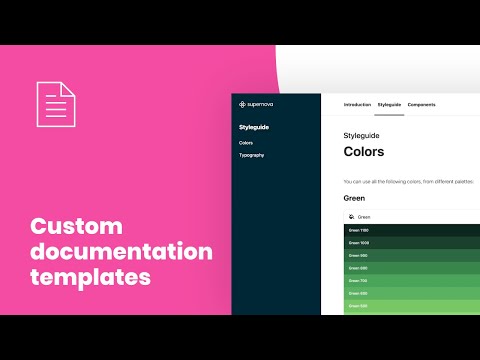 Custom
documentation
templates
supernova
Styleguide
Colors
Typography
Introduction Styleguide Components
Styleguide
Colors
You can use all the following colors, from different palettes:
Green
Green
Green 1100
Green 1000
Green 900
Green 800
Green 700
Green 600
Green 500